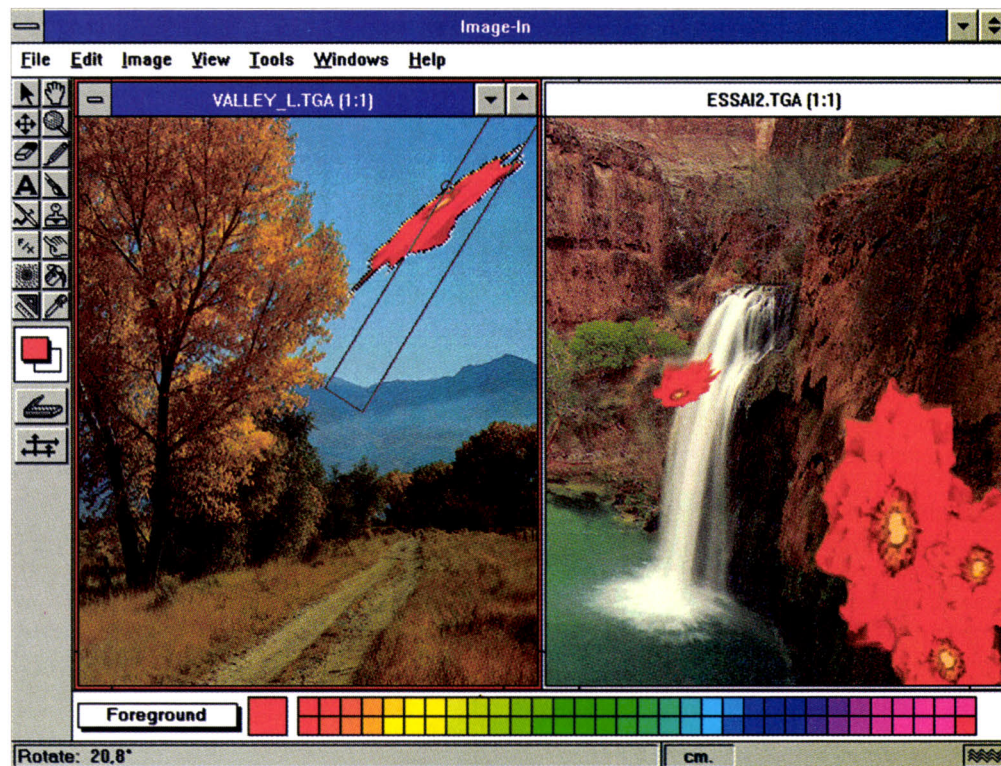 Image-In
File Edit Image View Tools Windows Help
VALLEY_L.TGA (1:1)
ESSAI2.TGA (1:1)
A
Foreground
Rotate: 20,8°
cm.